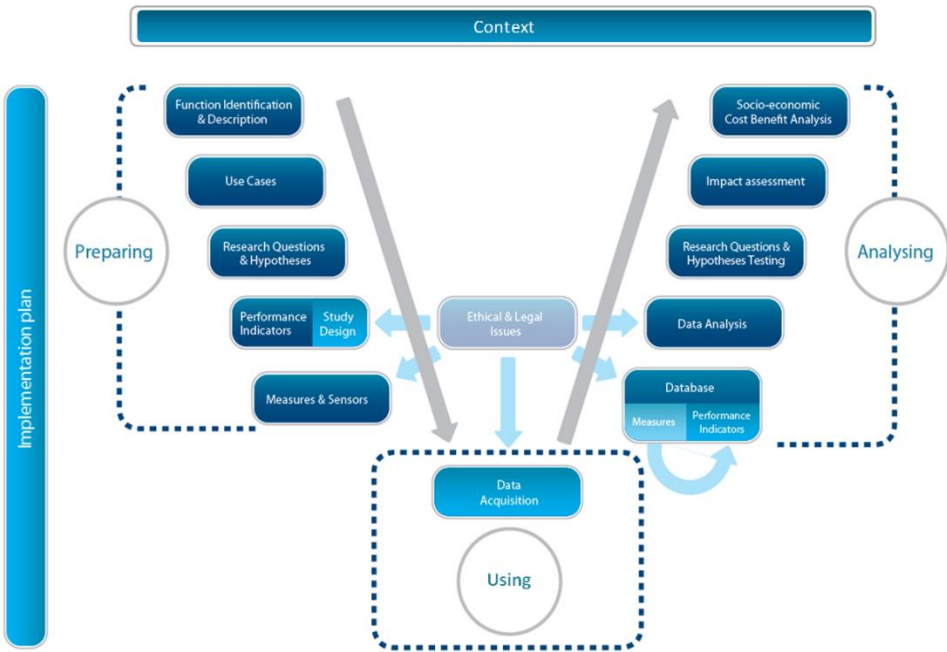 Context
Implementation plan
Preparing
Function Identification
& Description
Use Cases
Research Questions
& Hypotheses
Performance
Indicators
Study
Design
Measures & Sensors
Ethical & Legal
Issues
Data
Acquisition
Using
Socio-economic
Cost Benefit Analysis
Impact assessment
Research Questions &
Hypotheses Testing
Data Analysis
Database
Measures
Performance
Indicators
Analysing